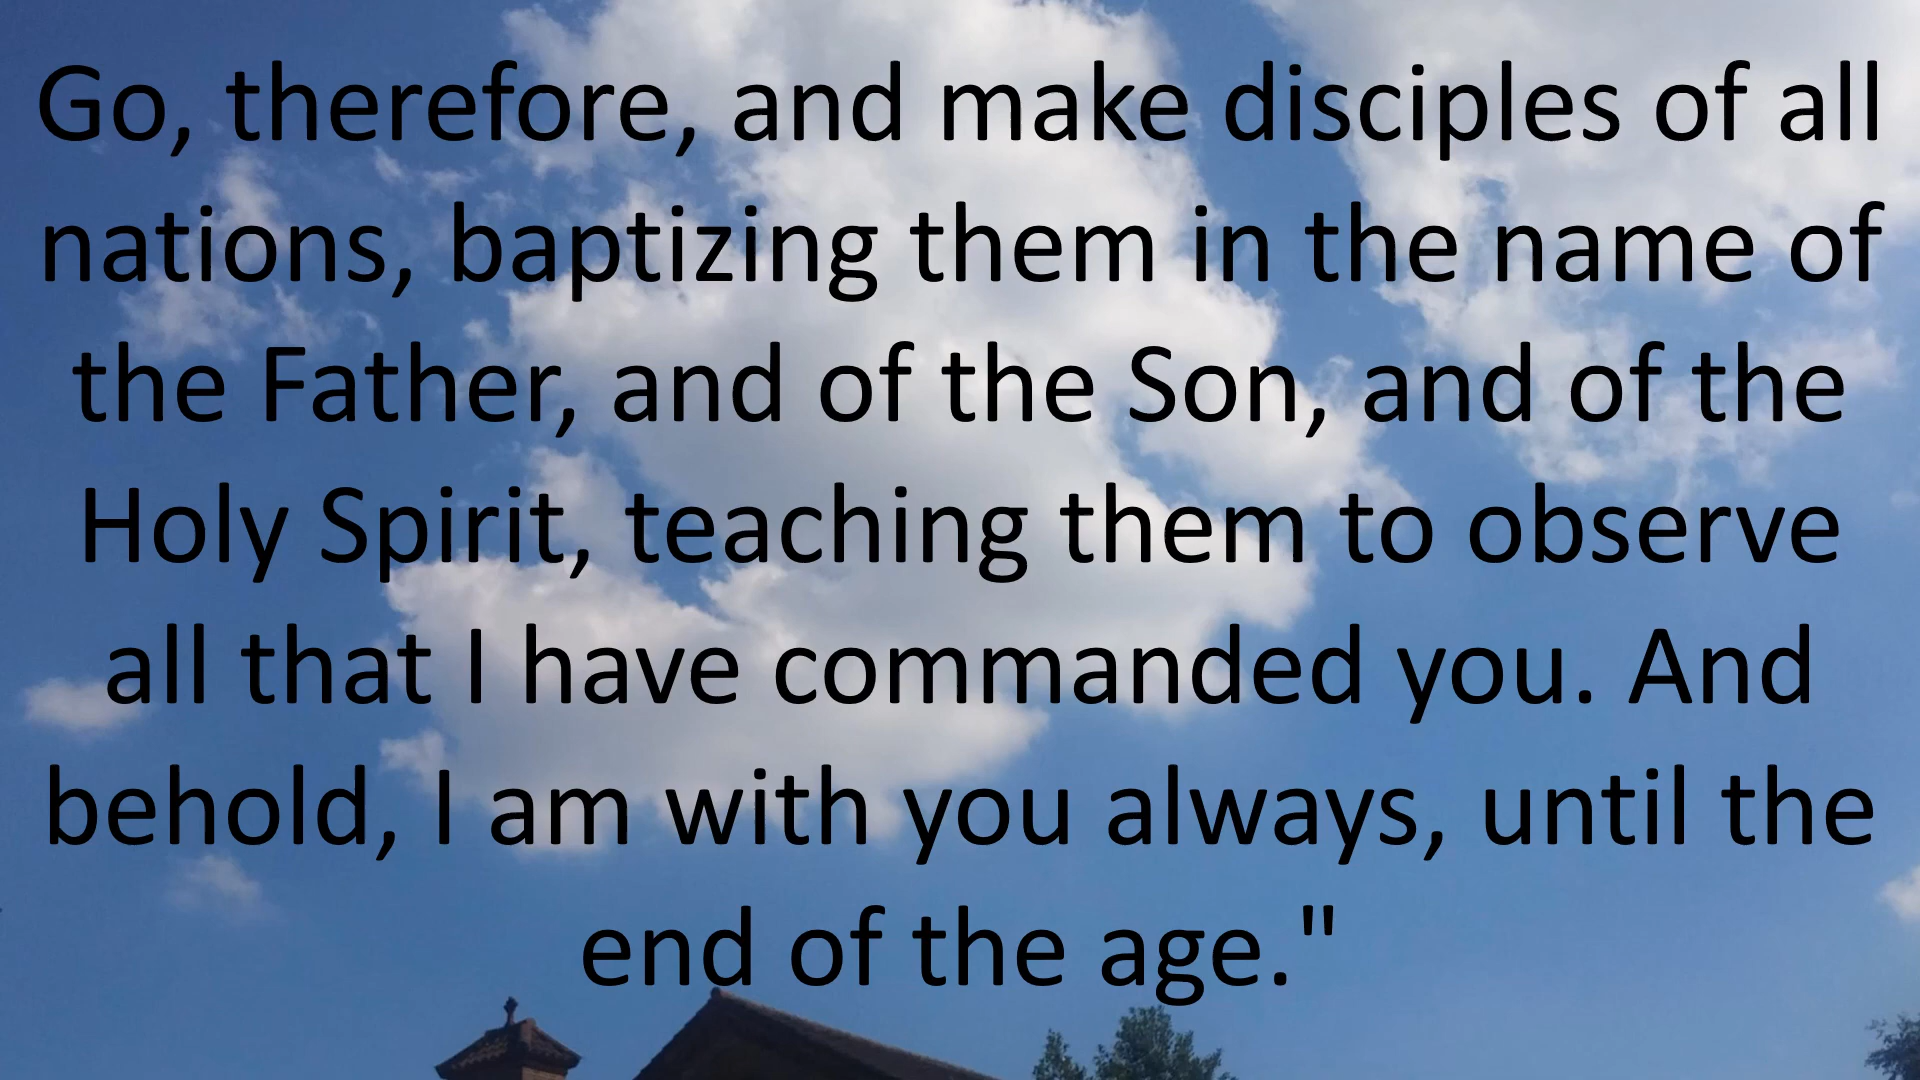 Go, therefore, and make disciples of all
nations, baptizing them in the name of
the Father, and of the Son, and of the
Holy Spirit, teaching them to observe
all that I have commanded you. And
behold, I am with you always, until the
end of the age."